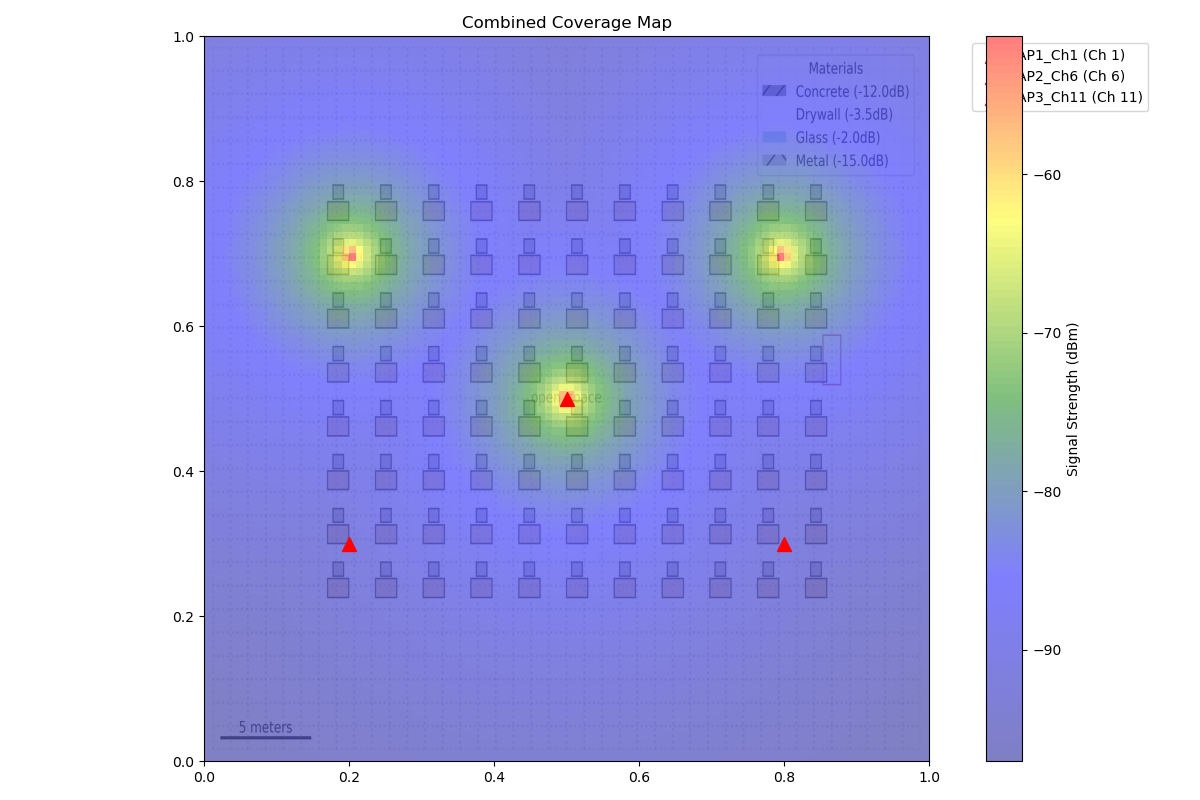 Combined Coverage Map
1.0
0.8
0.6
0.4
0.2
0.0
0.0
0.2
0.4
0.6
0.8
1.0
Materials
Concrete (-12.0dB)
Drywall (-3.5dB)
Glass (-2.0dB)
Metal (-15.0dB)
5 meters
AP1_Ch1 (Ch 1)
AP2_Ch6 (Ch 6)
AP3_Ch11 (Ch 11)
−60
−70
−80
−90
Signal Strength (dBm)